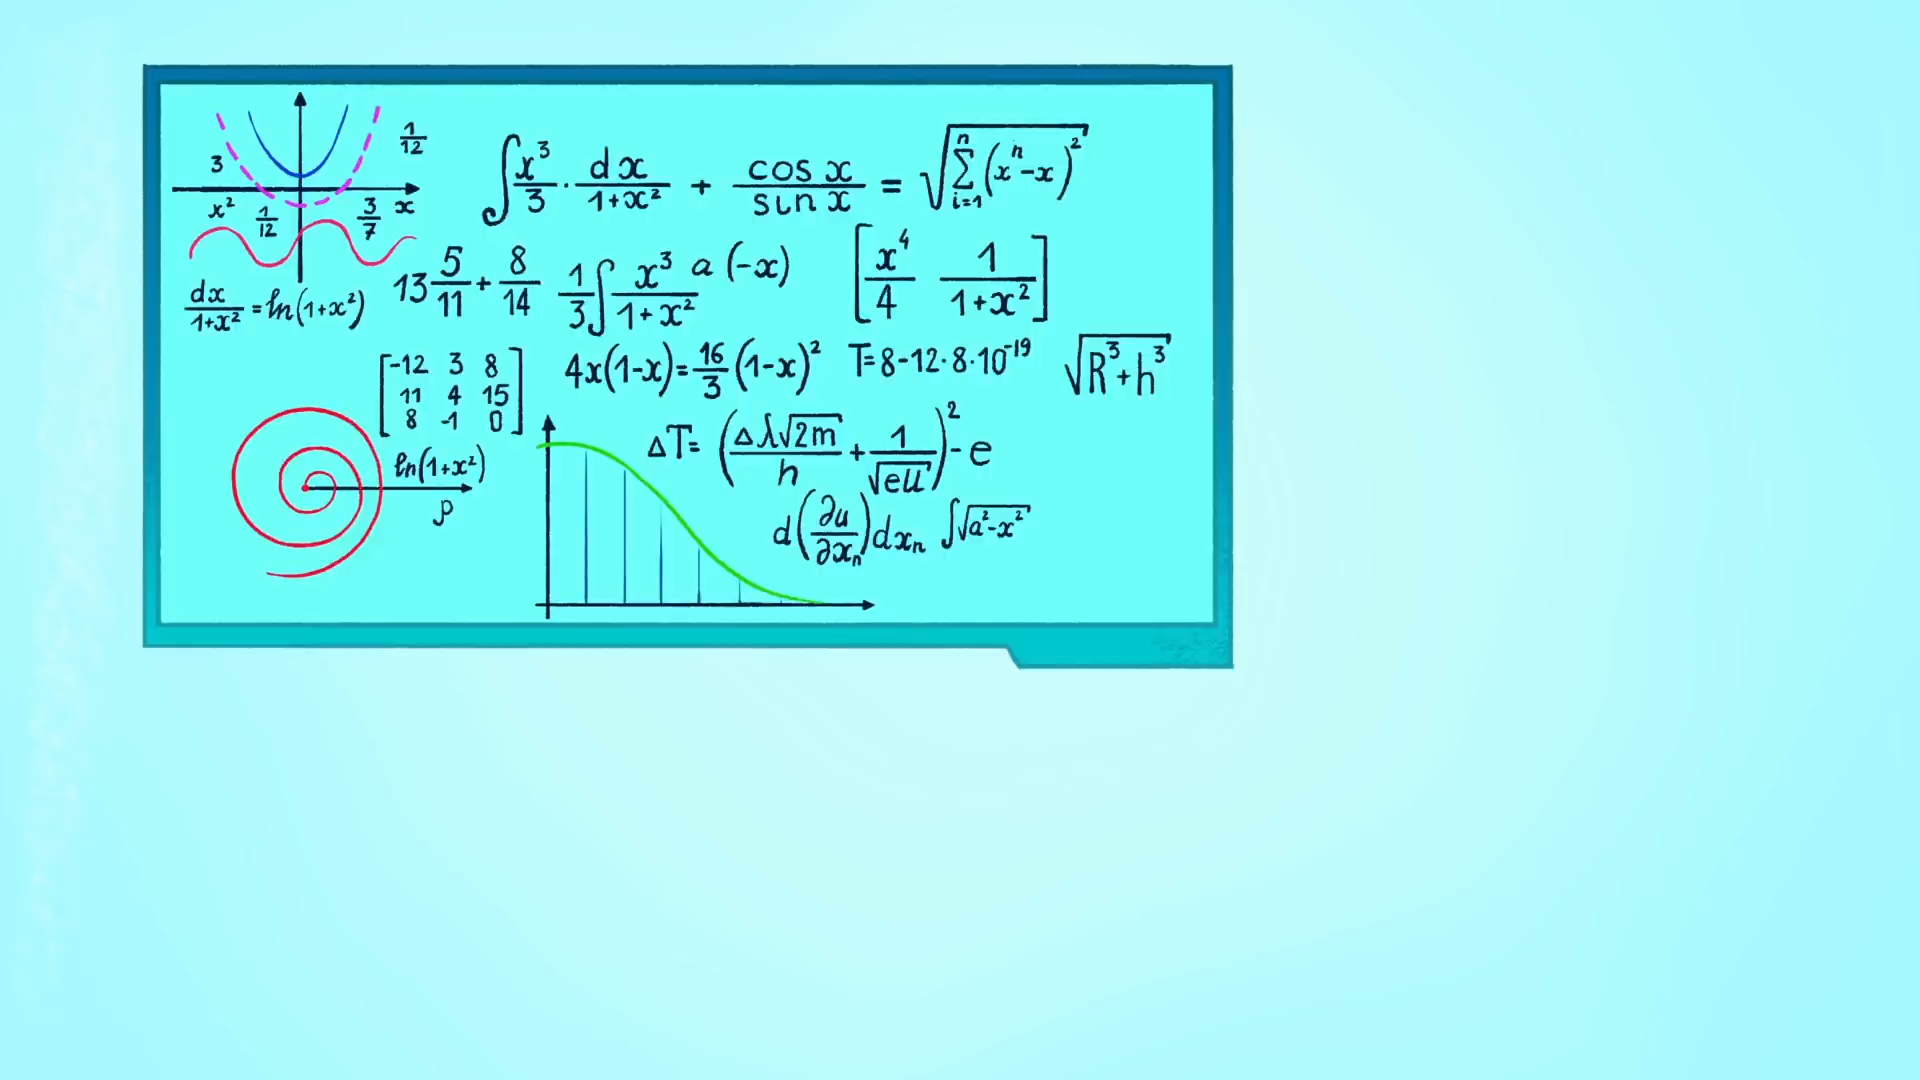 3 1/12
x² 1/12 3/7 x
∫ x³/3 · dx/1+x² + cos x/sin x = √(Σ i=1 n (xⁿ-x)²)
dx/1+x² = ln(1+x²)
13 5/11 + 8/14
1/3 ∫ x³/1+x² a (-x)
[x⁴/4 1/1+x²]
[-12 3 8
11 4 15
8 -1 0]
4x(1-x)=16/3(1-x)²
T=8-12·8·10⁻¹⁹
√R³+h³
ln(1+x²)
ρ
ΔT= (Δλ√2m/h + 1/√eU)² - e
d(∂u/∂xₙ)dxₙ ∫√a²-x²